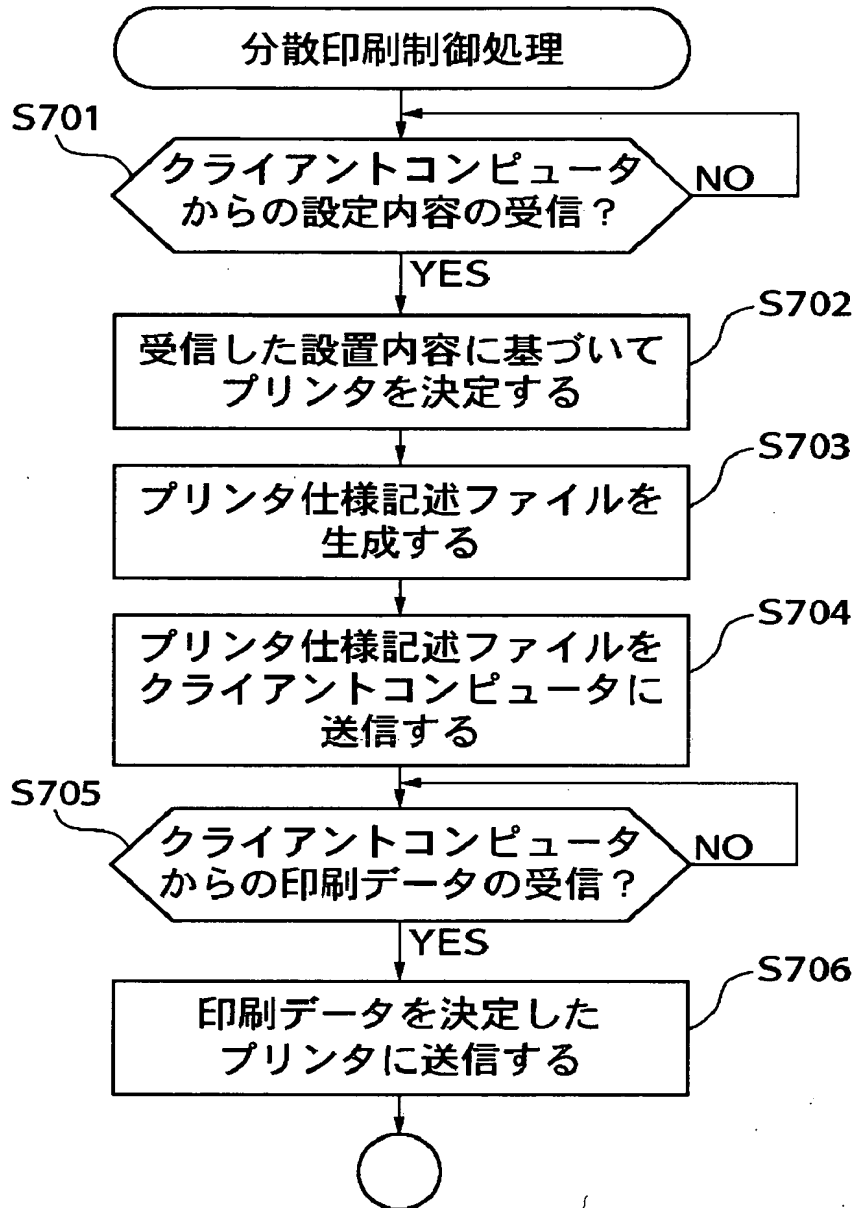 分散印刷制御処理
S701
クライアントコンピュータ
からの設定内容の受信？
NO
YES
S702
受信した設置内容に基づいて
プリンタを決定する
S703
プリンタ仕様記述ファイルを
生成する
S704
プリンタ仕様記述ファイルを
クライアントコンピュータに
送信する
S705
クライアントコンピュータ
からの印刷データの受信？
NO
YES
S706
印刷データを決定した
プリンタに送信する